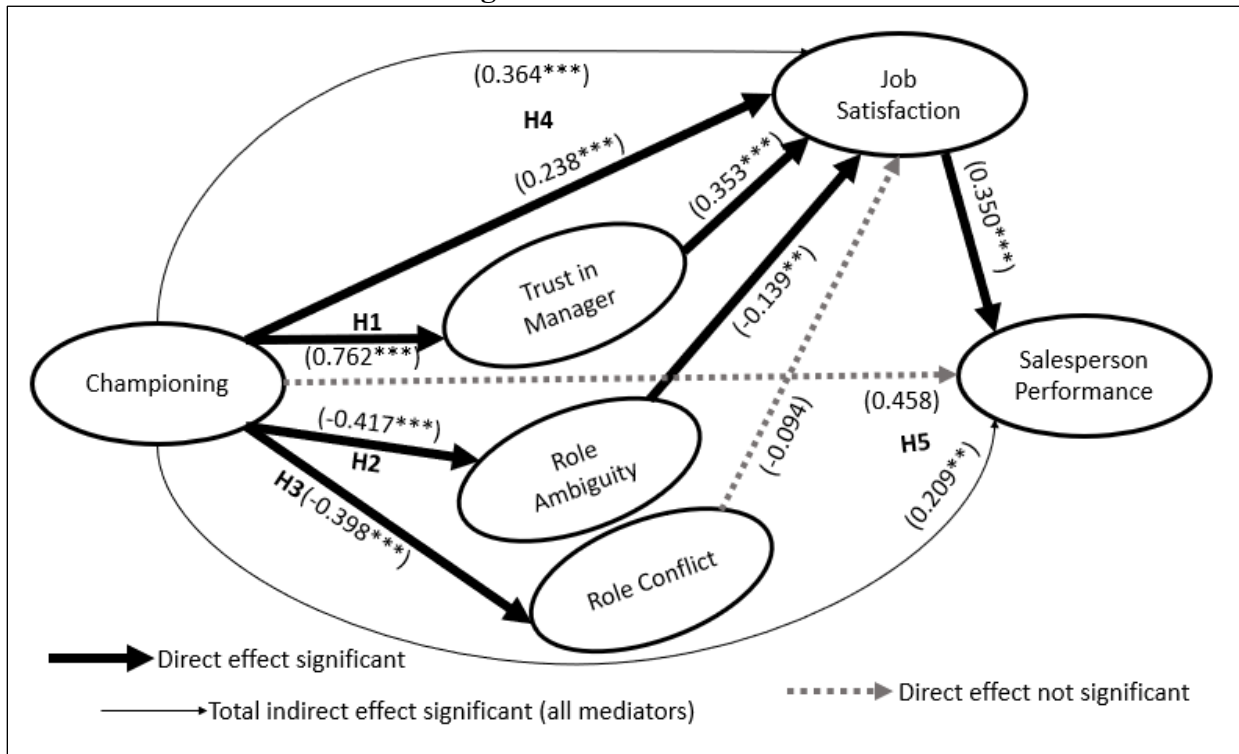 (0.364***)
H4
Job
Satisfaction
(0.238***)
(0.353***)
(0.350***)
Trust in
Manager
(-0.139**)
H1
(0.762***)
Championing
Salesperson
Performance
(0.458)
H5
(-0.417***)
H2
(-0.094)
Role
Ambiguity
(0.209**)
H3(-0.398***)
Role Conflict
Direct effect significant
Direct effect not significant
Total indirect effect significant (all mediators)